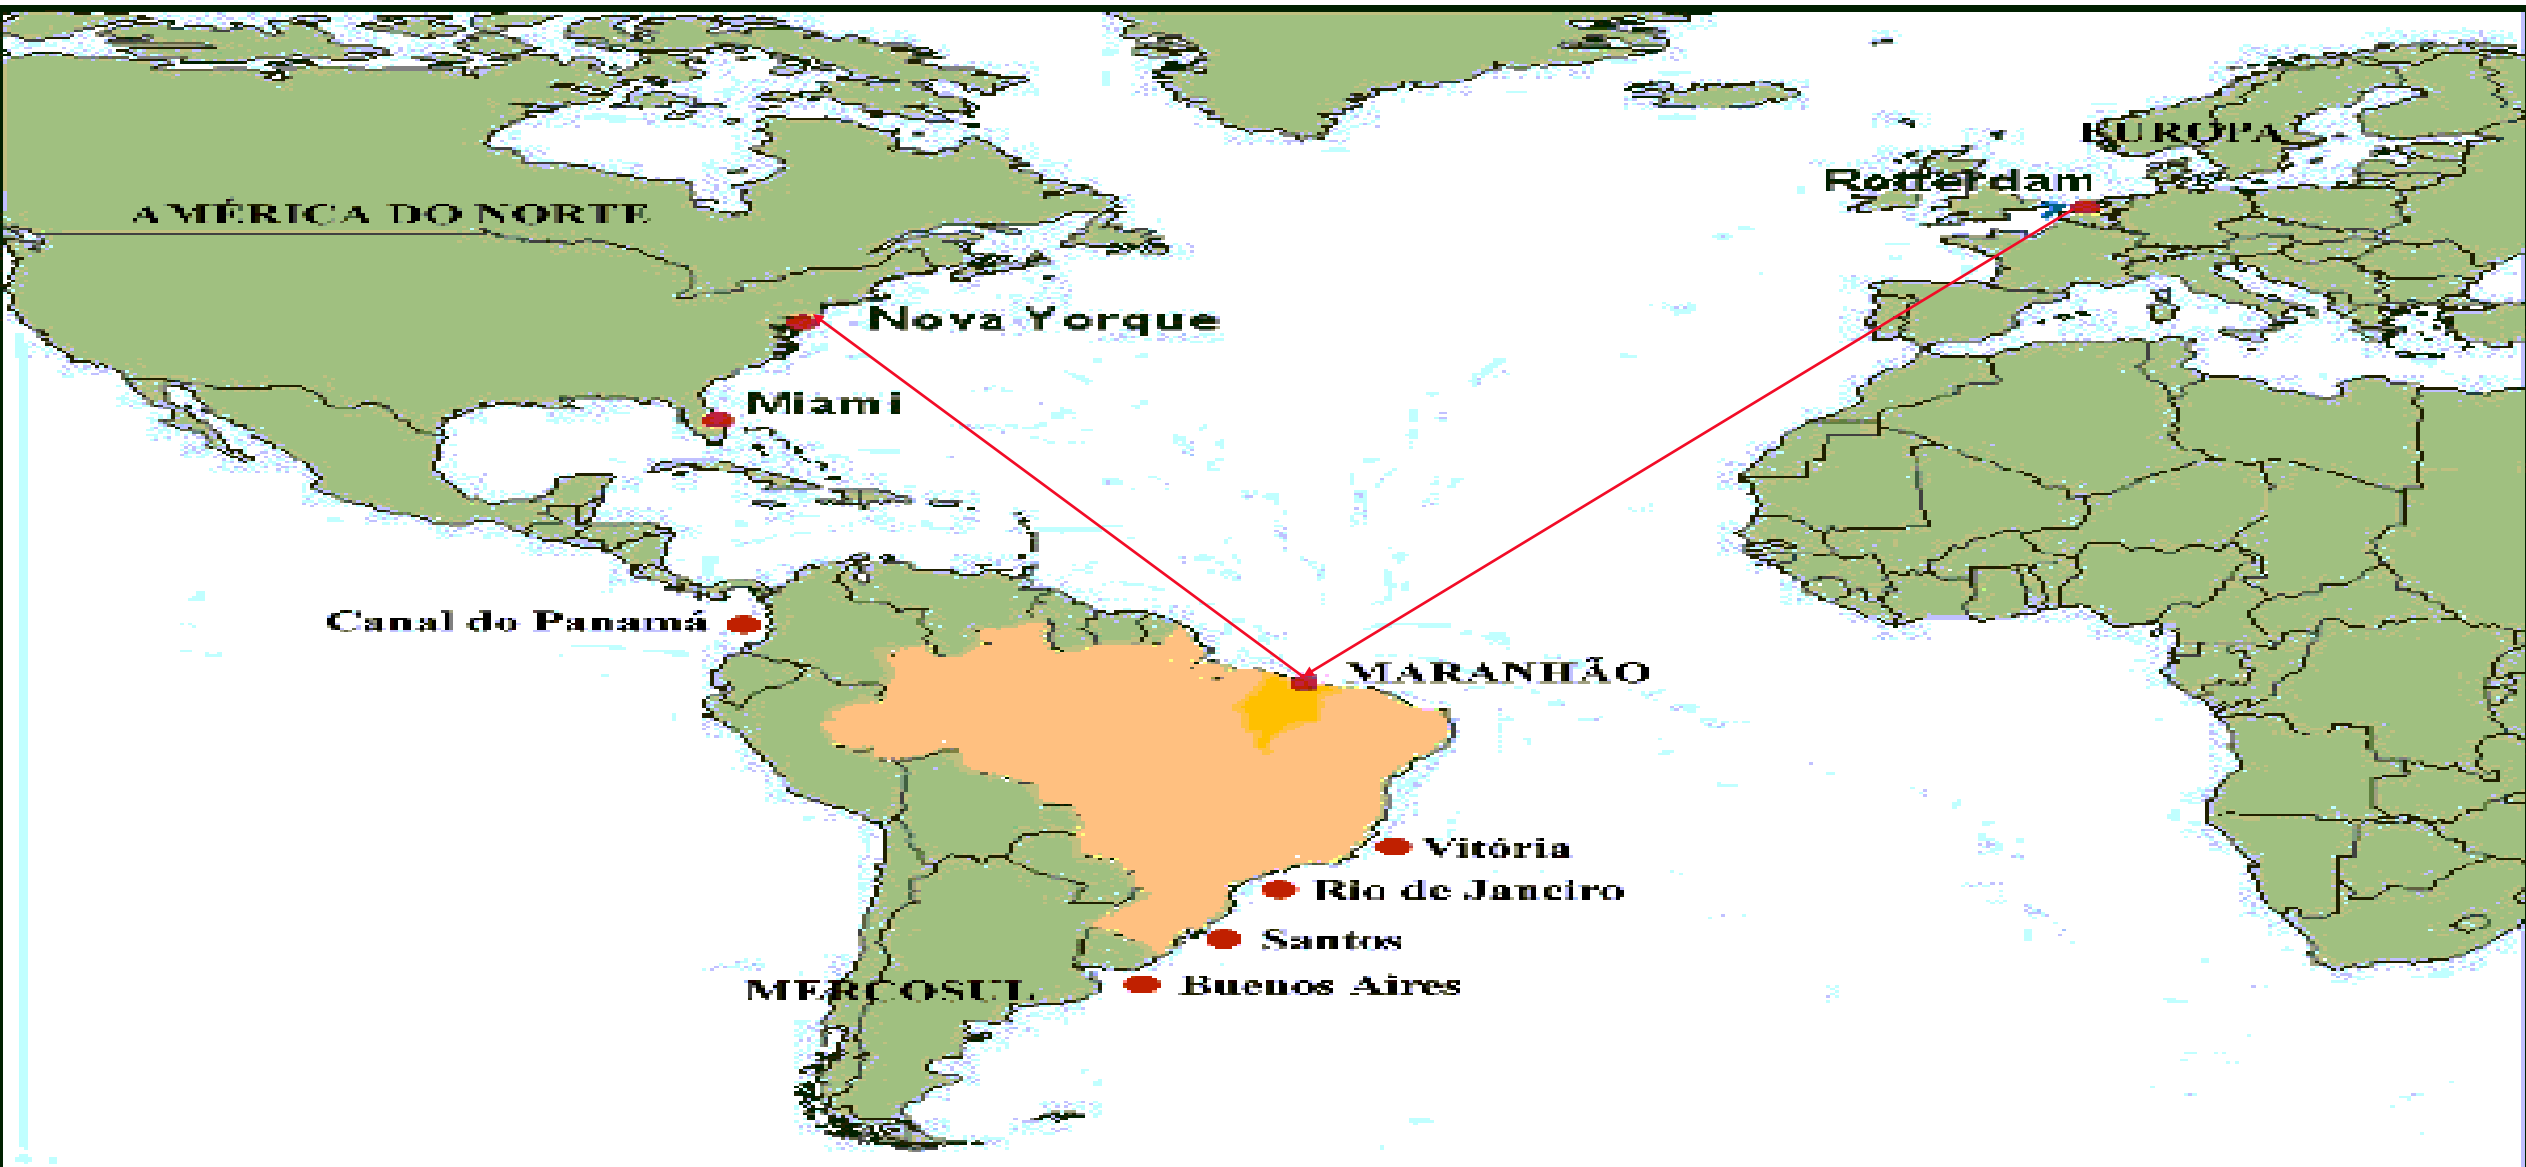 EUROPA
Rotterdam
AMÉRICA DO NORTE
Nova Yorque
Miami
Canal do Panamá
MARANHÃO
Vitória
Rio de Janeiro
Santos
MERCOSUL
Buenos Aires